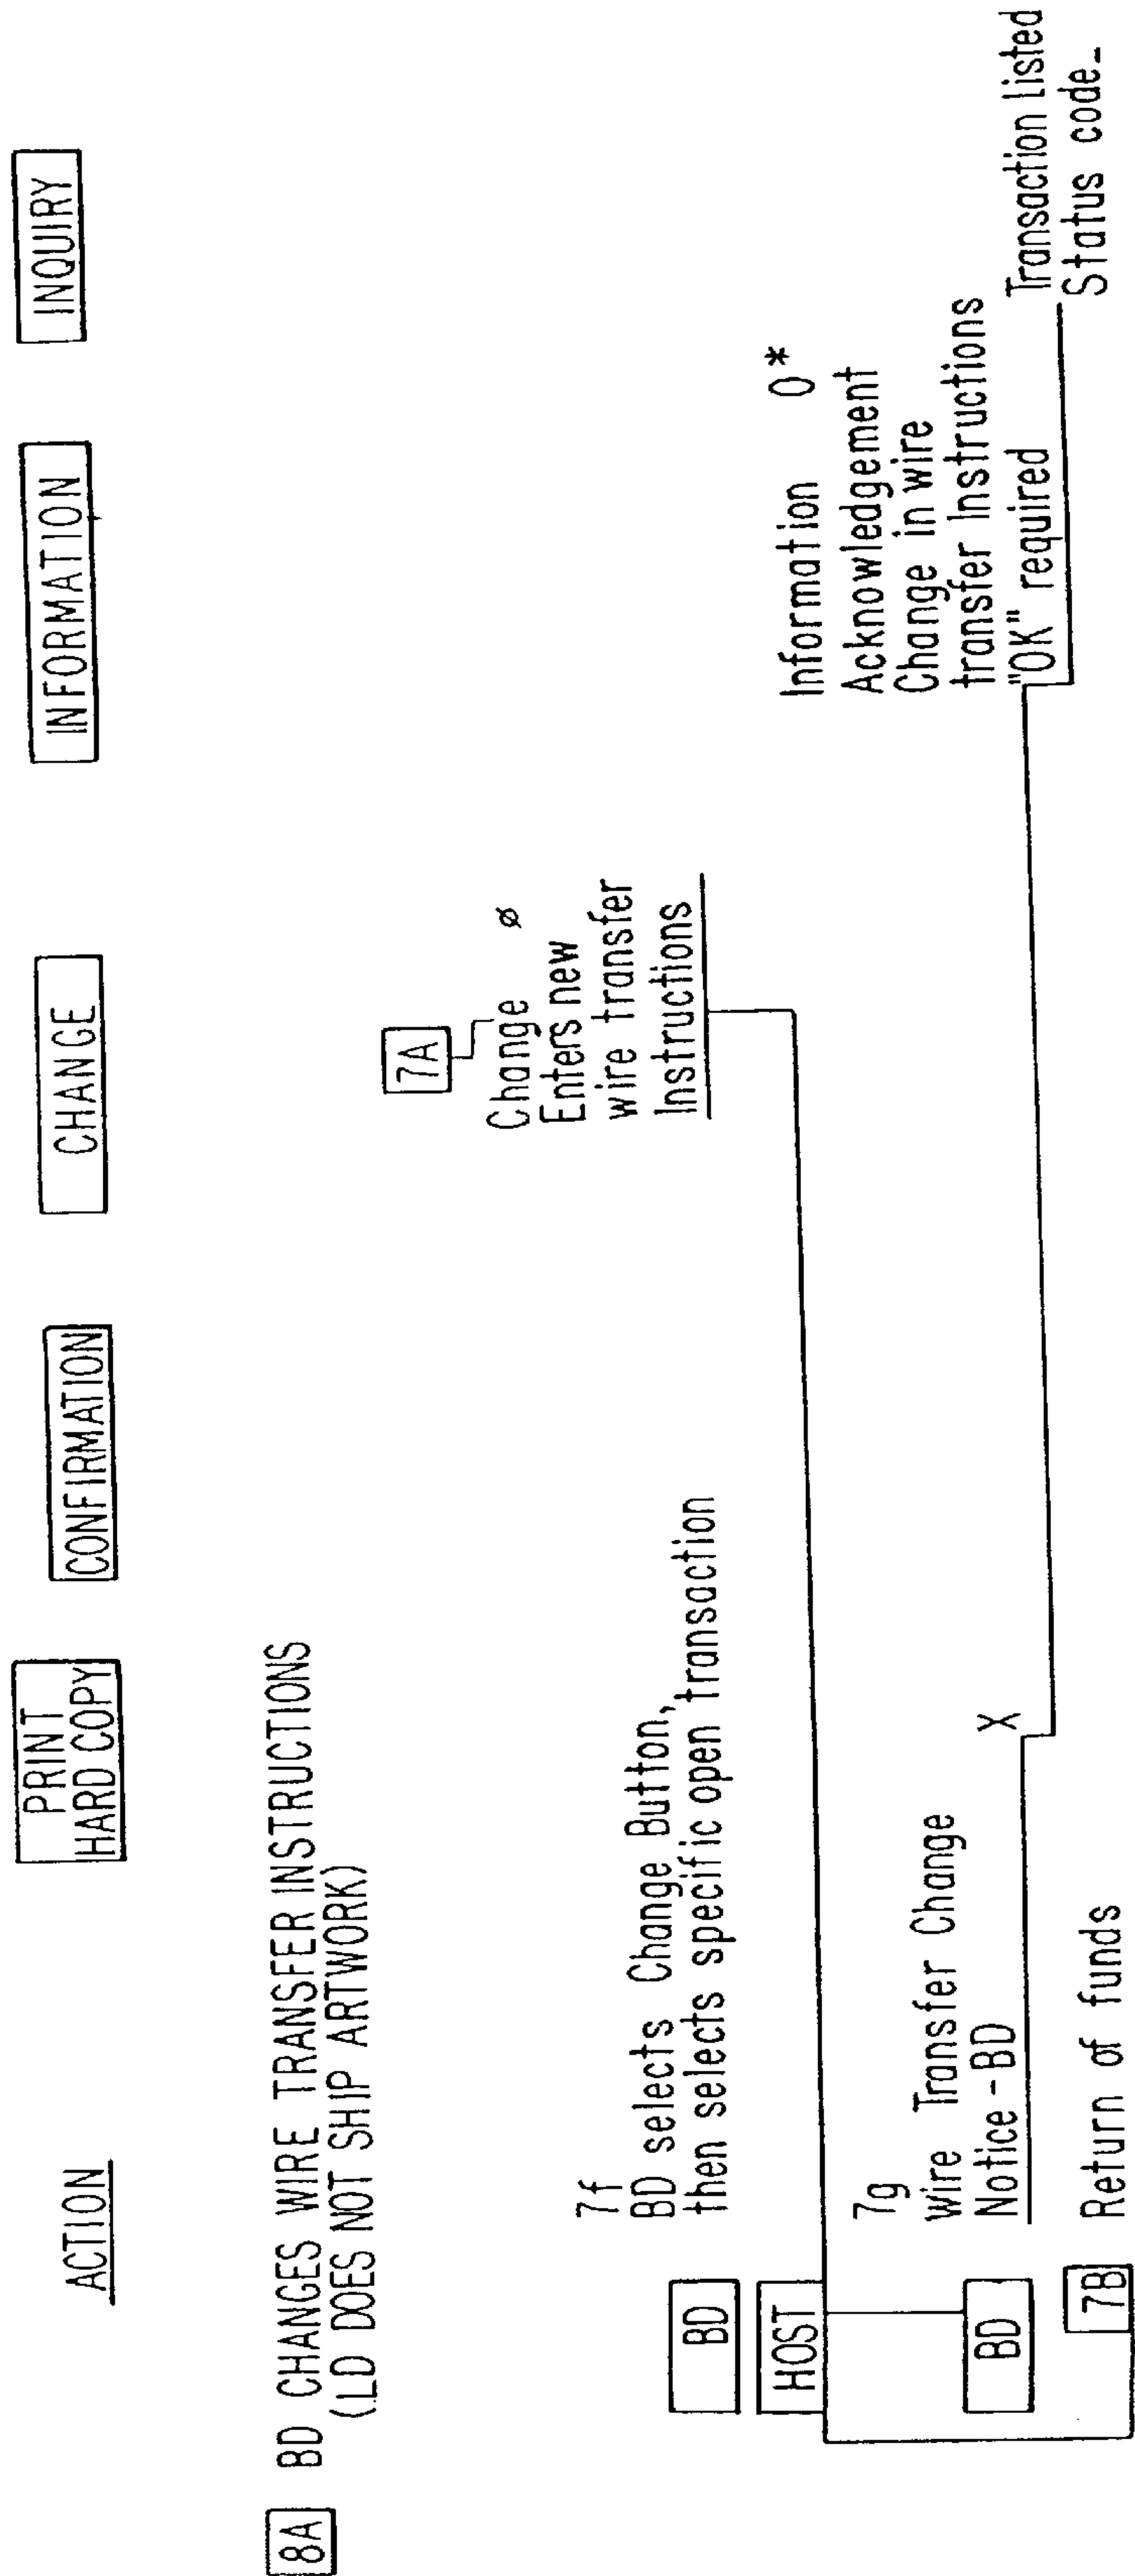 ACTION
PRINT
HARD COPY
CONFIRMATION
CHANGE
INFORMATION
INQUIRY
8A
BD CHANGES WIRE TRANSFER INSTRUCTIONS
(LD DOES NOT SHIP ARTWORK)
7A
Change ø
Enters new
wire transfer
Instructions
7f
BD selects Change Button,
then selects specific open transaction
BD
HOST
7g
Wire Transfer Change
Notice - BD
X
BD
Information O*
Acknowledgement
Change in wire
transfer Instructions
"OK" required
Transaction Listed
Status code_
7B
Return of funds